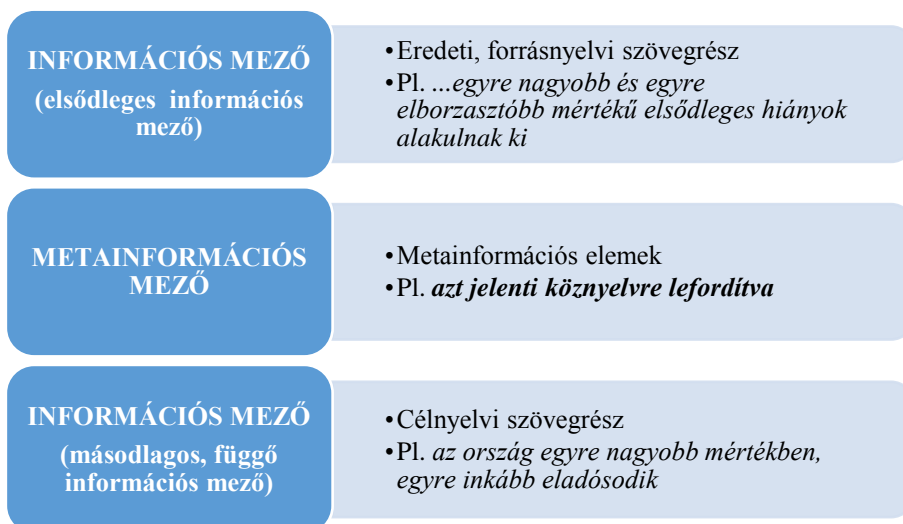 INFORMÁCIÓS MEZŐ
(elsődleges információs
mező)
•Eredeti, forrásnyelvi szövegrész
•Pl. ...egyre nagyobb és egyre
elborzasztóbb mértékű elsődleges hiányok
alakulnak ki
METAINFORMÁCIÓS
MEZŐ
•Metainformációs elemek
•Pl. azt jelenti köznyelvre lefordítva
INFORMÁCIÓS MEZŐ
(másodlagos, függő
információs mező)
•Célnyelvi szövegrész
•Pl. az ország egyre nagyobb mértékben,
egyre inkább eladósodik